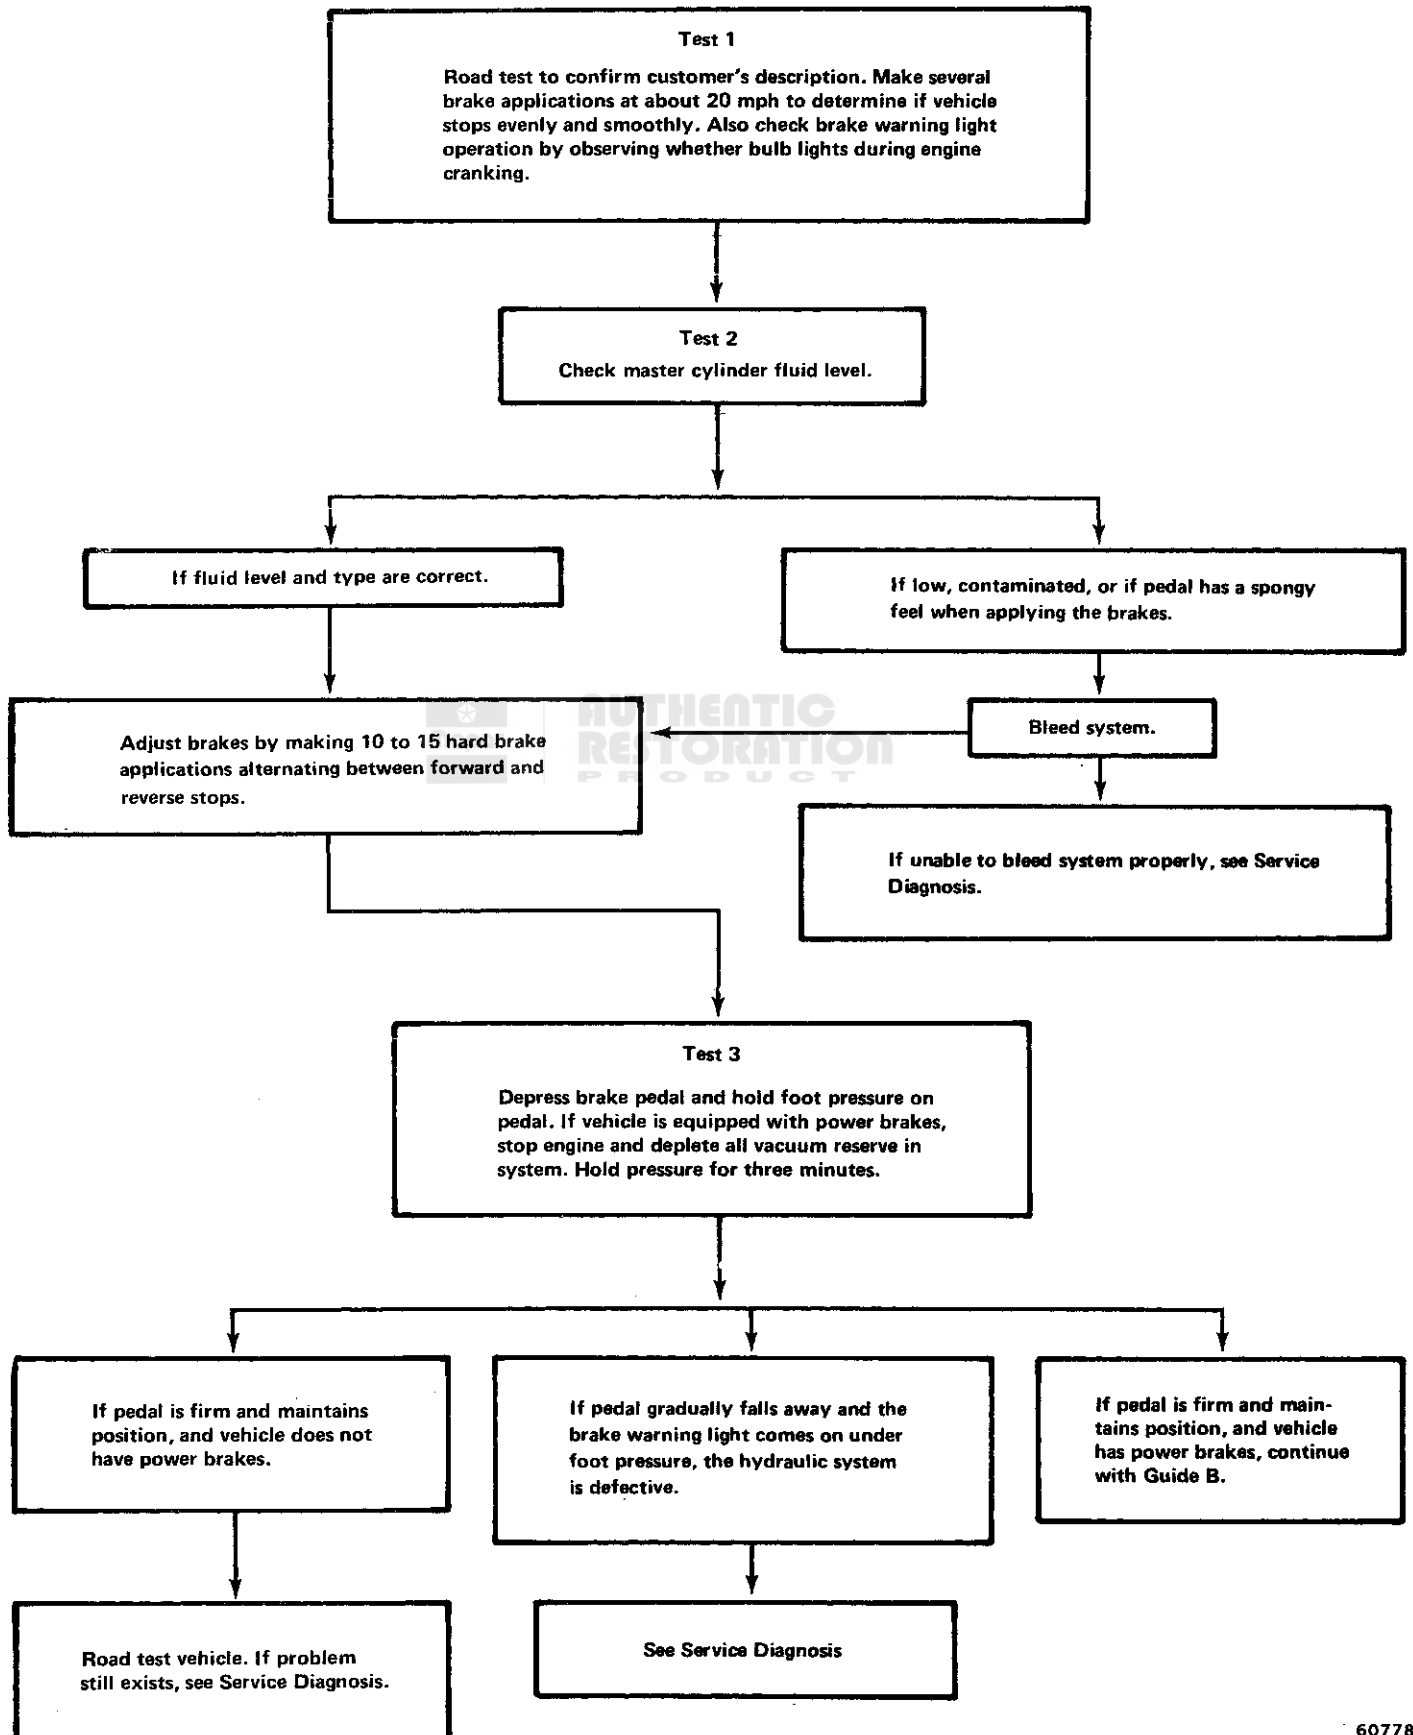 Test 1
Road test to confirm customer's description. Make several
brake applications at about 20 mph to determine if vehicle
stops evenly and smoothly. Also check brake warning light
operation by observing whether bulb lights during engine
cranking.
Test 2
Check master cylinder fluid level.
If fluid level and type are correct.
If low, contaminated, or if pedal has a spongy
feel when applying the brakes.
AUTHENTIC
RESTORATION
PRODUCT
Adjust brakes by making 10 to 15 hard brake
applications alternating between forward and
reverse stops.
Bleed system.
If unable to bleed system properly, see Service
Diagnosis.
Test 3
Depress brake pedal and hold foot pressure on
pedal. If vehicle is equipped with power brakes,
stop engine and deplete all vacuum reserve in
system. Hold pressure for three minutes.
If pedal is firm and maintains
position, and vehicle does not
have power brakes.
If pedal gradually falls away and the
brake warning light comes on under
foot pressure, the hydraulic system
is defective.
If pedal is firm and main-
tains position, and vehicle
has power brakes, continue
with Guide B.
Road test vehicle. If problem
still exists, see Service Diagnosis.
See Service Diagnosis
60778